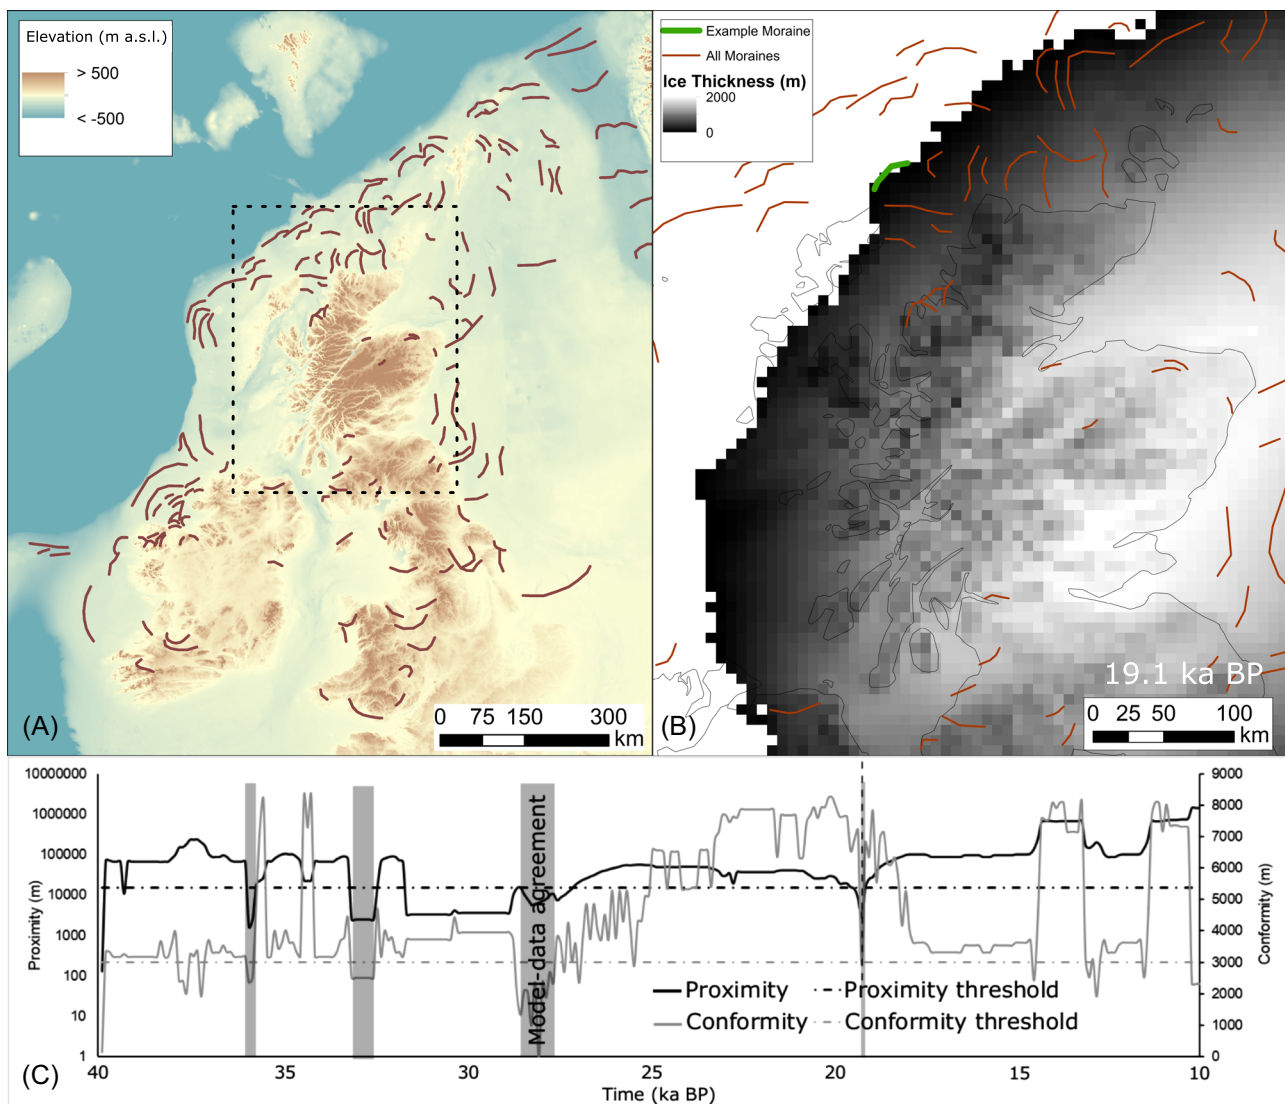 Elevation (m a.s.l.)
> 500
< -500
(A)
0 75 150 300
km
Example Moraine
All Moraines
Ice Thickness (m)
2000
0
19.1 ka BP
0 25 50 100
km
(B)
10000000
1000000
100000
10000
1000
100
10
1
Proximity (m)
9000
8000
7000
6000
5000
4000
3000
2000
1000
0
Conformity (m)
Model-data agreement
Proximity
Proximity threshold
Conformity
Conformity threshold
40 35 30 25 20 15 10
Time (ka BP)
(C)